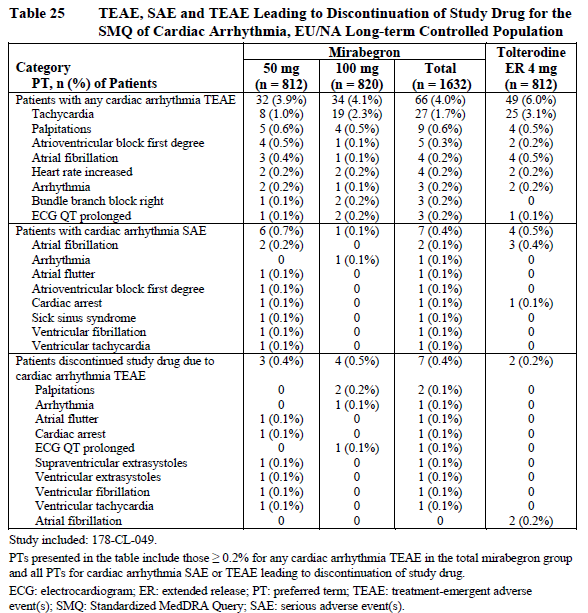 Table 25 TEAE, SAE and TEAE Leading to Discontinuation of Study Drug for the
SMQ of Cardiac Arrhythmia, EU/NA Long-term Controlled Population
Mirabegron Tolterodine
Category 50 mg 100 mg Total ER 4 mg
PT, n (%) of Patients (n = 812) (n = 820) (n = 1632) (n = 812)
Patients with any cardiac arrhythmia TEAE 32 (3.9%) 34 (4.1%) 66 (4.0%) 49 (6.0%)
Tachycardia 8 (1.0%) 19 (2.3%) 27 (1.7%) 25 (3.1%)
Palpitations 5 (0.6%) 4 (0.5%) 9 (0.6%) 4 (0.5%)
Atrioventricular block first degree 4 (0.5%) 1 (0.1%) 5 (0.3%) 2 (0.2%)
Atrial fibrillation 3 (0.4%) 1 (0.1%) 4 (0.2%) 4 (0.5%)
Heart rate increased 2 (0.2%) 2 (0.2%) 4 (0.2%) 2 (0.2%)
Arrhythmia 2 (0.2%) 1 (0.1%) 3 (0.2%) 2 (0.2%)
Bundle branch block right 1 (0.1%) 2 (0.2%) 3 (0.2%) 0
ECG QT prolonged 1 (0.1%) 2 (0.2%) 3 (0.2%) 1 (0.1%)
Patients with cardiac arrhythmia SAE 6 (0.7%) 1 (0.1%) 7 (0.4%) 4 (0.5%)
Atrial fibrillation 2 (0.2%) 0 2 (0.1%) 3 (0.4%)
Arrhythmia 0 1 (0.1%) 1 (0.1%) 0
Atrial flutter 1 (0.1%) 0 1 (0.1%) 0
Atrioventricular block first degree 1 (0.1%) 0 1 (0.1%) 0
Cardiac arrest 1 (0.1%) 0 1 (0.1%) 1 (0.1%)
Sick sinus syndrome 1 (0.1%) 0 1 (0.1%) 0
Ventricular fibrillation 1 (0.1%) 0 1 (0.1%) 0
Ventricular tachycardia 1 (0.1%) 0 1 (0.1%) 0
Patients discontinued study drug due to 3 (0.4%) 4 (0.5%) 7 (0.4%) 2 (0.2%)
cardiac arrhythmia TEAE
Palpitations 0 2 (0.2%) 2 (0.1%) 0
Arrhythmia 0 1 (0.1%) 1 (0.1%) 0
Atrial flutter 1 (0.1%) 0 1 (0.1%) 0
Cardiac arrest 1 (0.1%) 0 1 (0.1%) 0
ECG QT prolonged 0 1 (0.1%) 1 (0.1%) 0
Supraventricular extrasystoles 1 (0.1%) 0 1 (0.1%) 0
Ventricular extrasystoles 1 (0.1%) 0 1 (0.1%) 0
Ventricular fibrillation 1 (0.1%) 0 1 (0.1%) 0
Ventricular tachycardia 1 (0.1%) 0 1 (0.1%) 0
Atrial fibrillation 0 0 0 2 (0.2%)
Study included: 178-CL-049.
PTs presented in the table include those ≥ 0.2% for any cardiac arrhythmia TEAE in the total mirabegron group
and all PTs for cardiac arrhythmia SAE or TEAE leading to discontinuation of study drug.
ECG: electrocardiogram; ER: extended release; PT: preferred term; TEAE: treatment-emergent adverse
event(s); SMQ: Standardized MedDRA Query; SAE: serious adverse event(s).